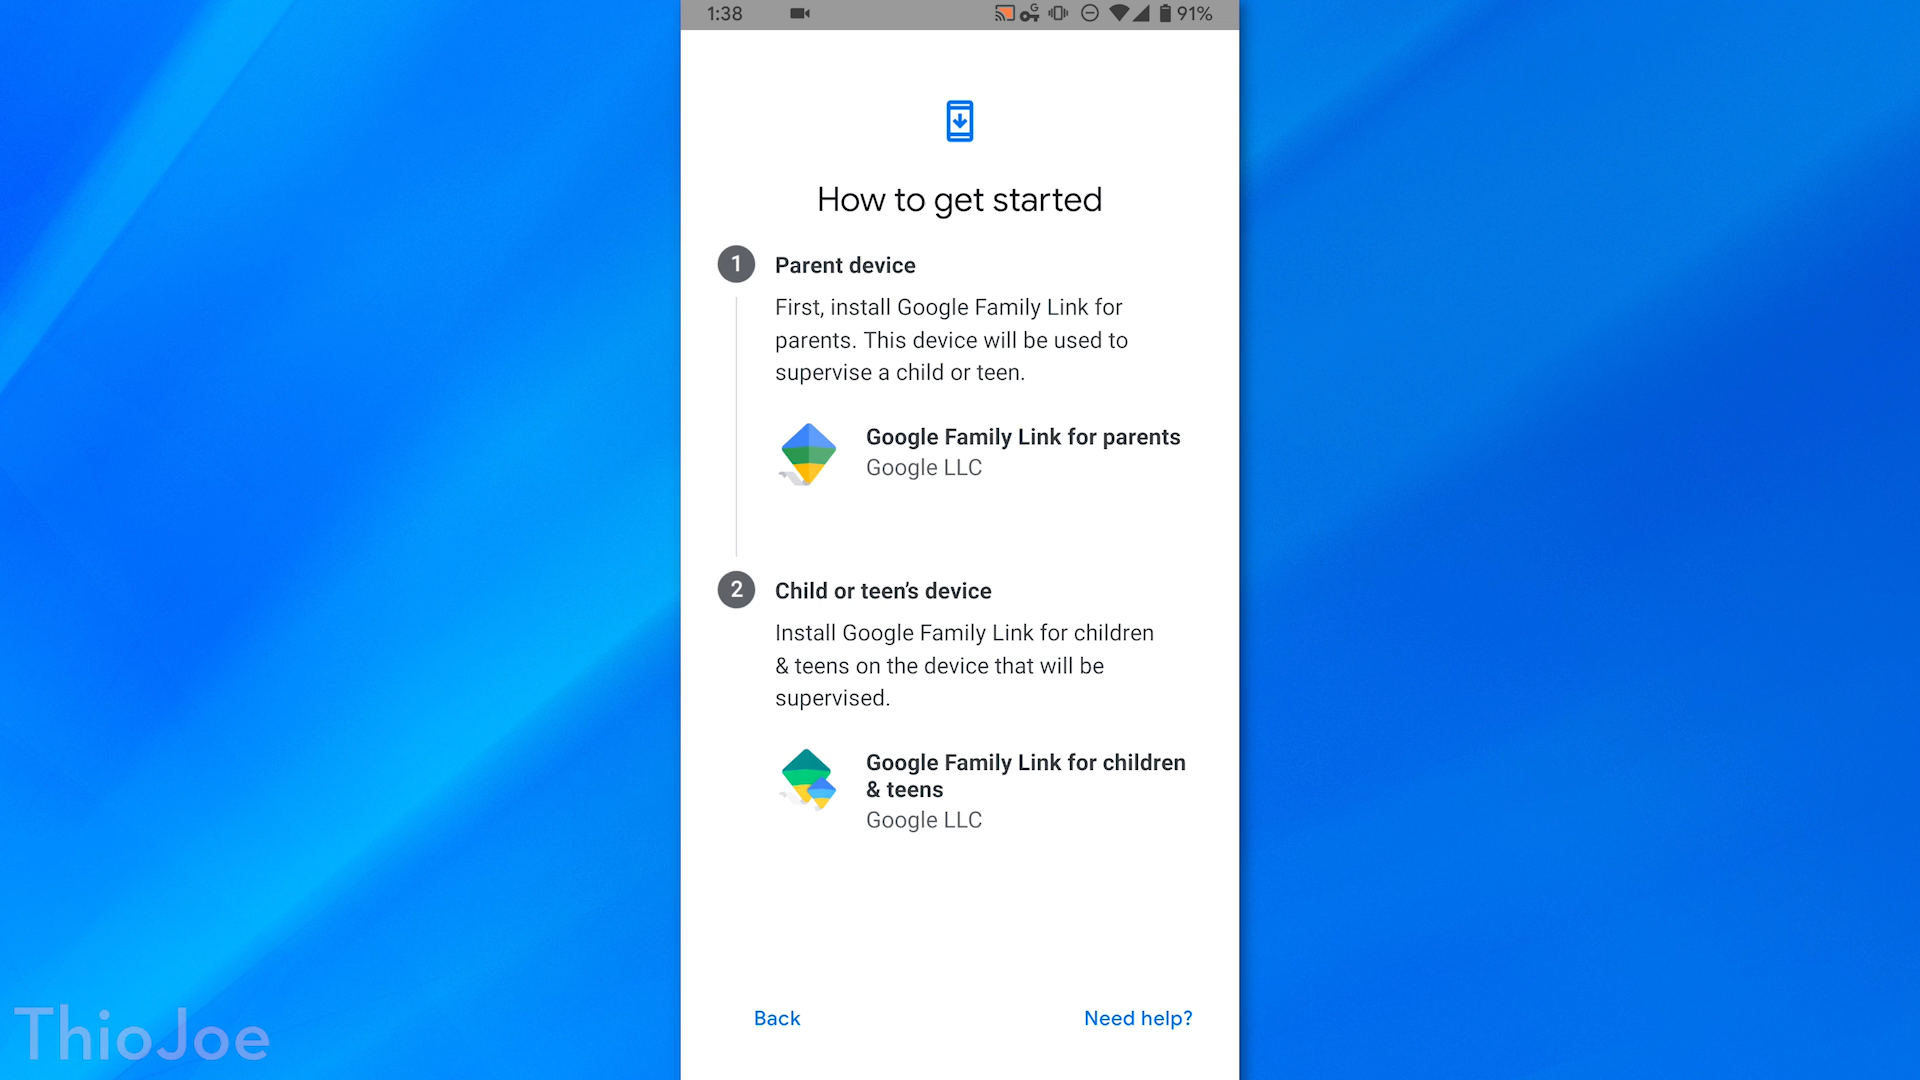 1:38
G
91%
How to get started
1
Parent device
First, install Google Family Link for
parents. This device will be used to
supervise a child or teen.
Google Family Link for parents
Google LLC
2
Child or teen’s device
Install Google Family Link for children
& teens on the device that will be
supervised.
Google Family Link for children
& teens
Google LLC
Back
Need help?
ThioJoe